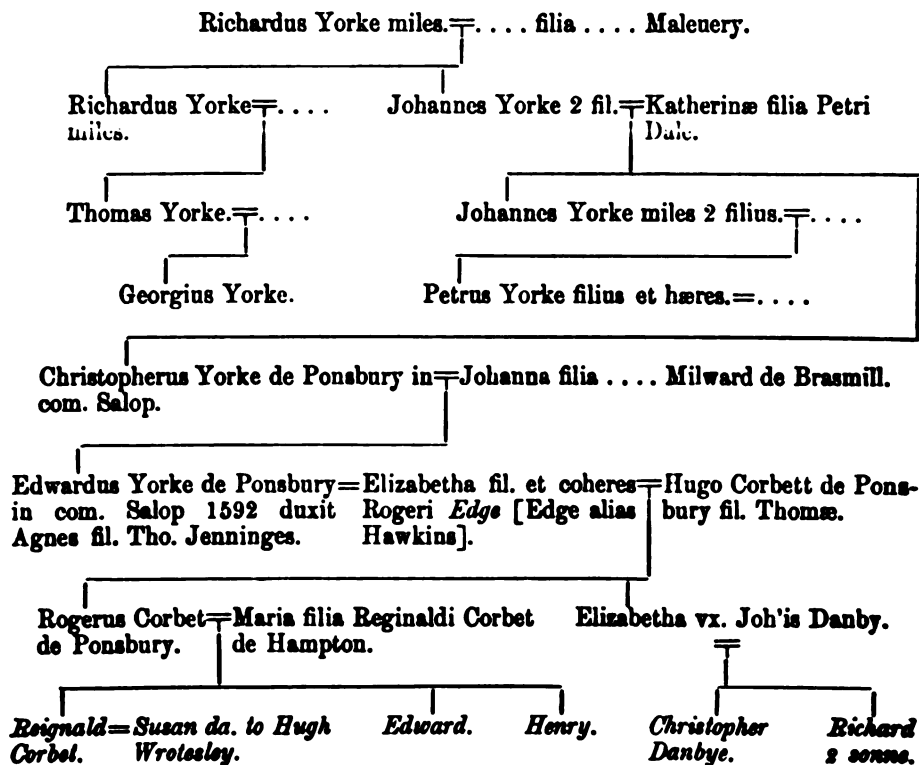 Richardus Yorke miles.=. . . . filia . . . . Maleuery.
Richardus Yorke=. . . . Johannes Yorke 2 fil.=Katherinæ filia Petri
miles. Dale.
Thomas Yorke.=. . . . Johannes Yorke miles 2 filius.=. . . .
Georgius Yorke. Petrus Yorke filius et hæres.=. . . .
Christopherus Yorke de Ponsbury in=Johanna filia . . . . Milward de Brasmill.
com. Salop.
Edwardus Yorke de Ponsbury=Elizabetha fil. et coheres=Hugo Corbett de Pons-
in com. Salop 1592 duxit Rogeri Edge [Edge alias bury fil. Thomæ.
Agnes fil. Tho. Jenninges. Hawkins].
Rogerus Corbet=Maria filia Reginaldi Corbet Elizabetha vx. Joh'is Danby.
de Ponsbury. de Hampton.
Reignald=Susan da. to Hugh Edward. Henry. Christopher Richard
Corbet. Wrotesley. Danbye. 2 sonne.